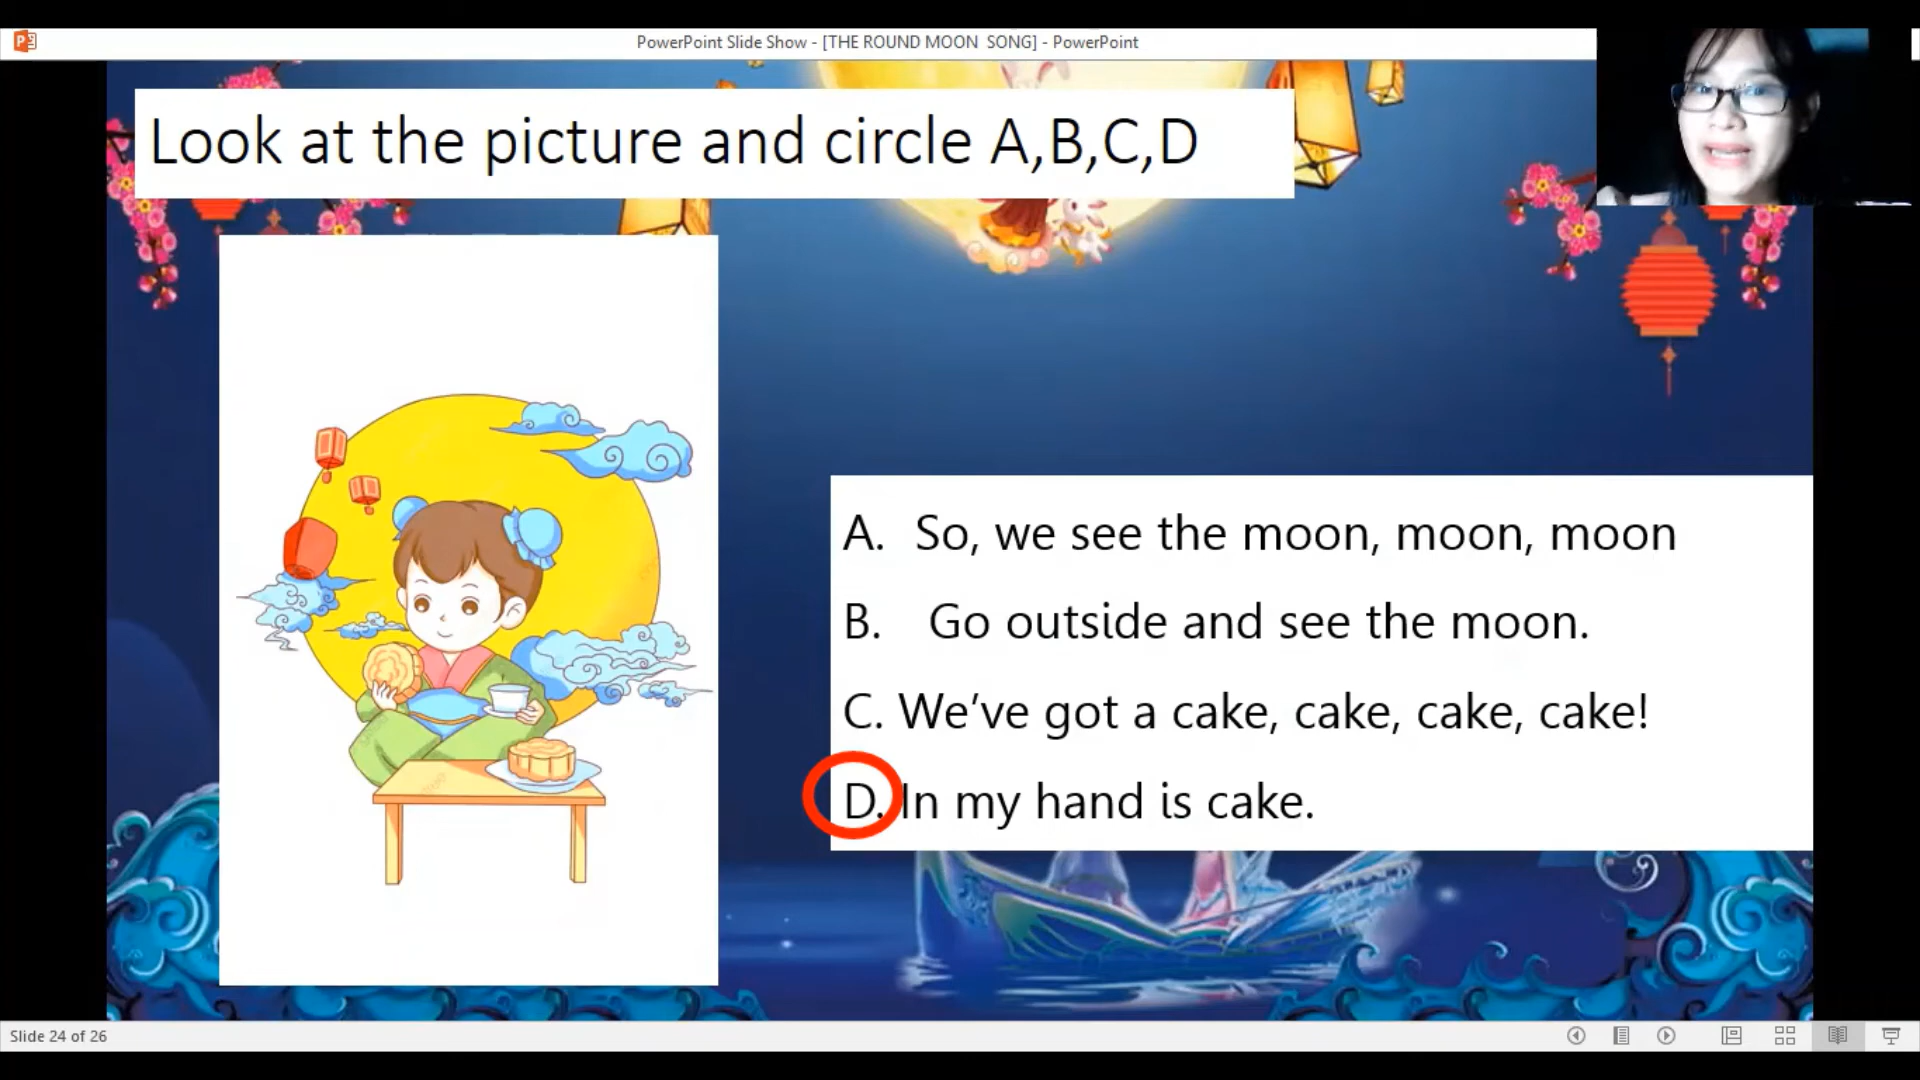 PowerPoint Slide Show - [THE ROUND MOON  SONG] - PowerPoint
Look at the picture and circle A,B,C,D
A. So, we see the moon, moon, moon
B. Go outside and see the moon.
C. We’ve got a cake, cake, cake, cake!
D. In my hand is cake.
Slide 24 of 26